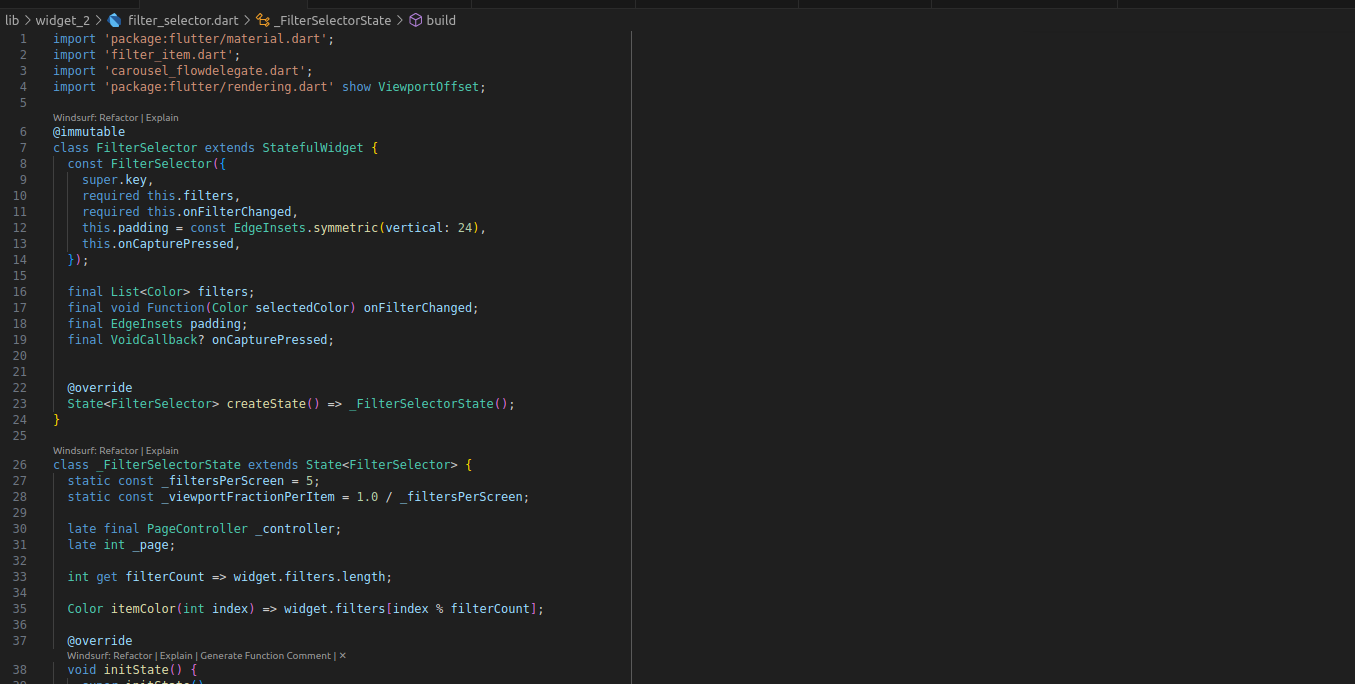 lib > widget_2 > filter_selector.dart > _FilterSelectorState > build
1 import 'package:flutter/material.dart';
2 import 'filter_item.dart';
3 import 'carousel_flowdelegate.dart';
4 import 'package:flutter/rendering.dart' show ViewportOffset;
5
Windsurf: Refactor | Explain
6 @immutable
7 class FilterSelector extends StatefulWidget {
8   const FilterSelector({
9     super.key,
10     required this.filters,
11     required this.onFilterChanged,
12     this.padding = const EdgeInsets.symmetric(vertical: 24),
13     this.onCapturePressed,
14   });
15
16   final List<Color> filters;
17   final void Function(Color selectedColor) onFilterChanged;
18   final EdgeInsets padding;
19   final VoidCallback? onCapturePressed;
20
21
22   @override
23   State<FilterSelector> createState() => _FilterSelectorState();
24 }
25
Windsurf: Refactor | Explain
26 class _FilterSelectorState extends State<FilterSelector> {
27   static const _filtersPerScreen = 5;
28   static const _viewportFractionPerItem = 1.0 / _filtersPerScreen;
29
30   late final PageController _controller;
31   late int _page;
32
33   int get filterCount => widget.filters.length;
34
35   Color itemColor(int index) => widget.filters[index % filterCount];
36
37   @override
Windsurf: Refactor | Explain | Generate Function Comment | ×
38   void initState() {